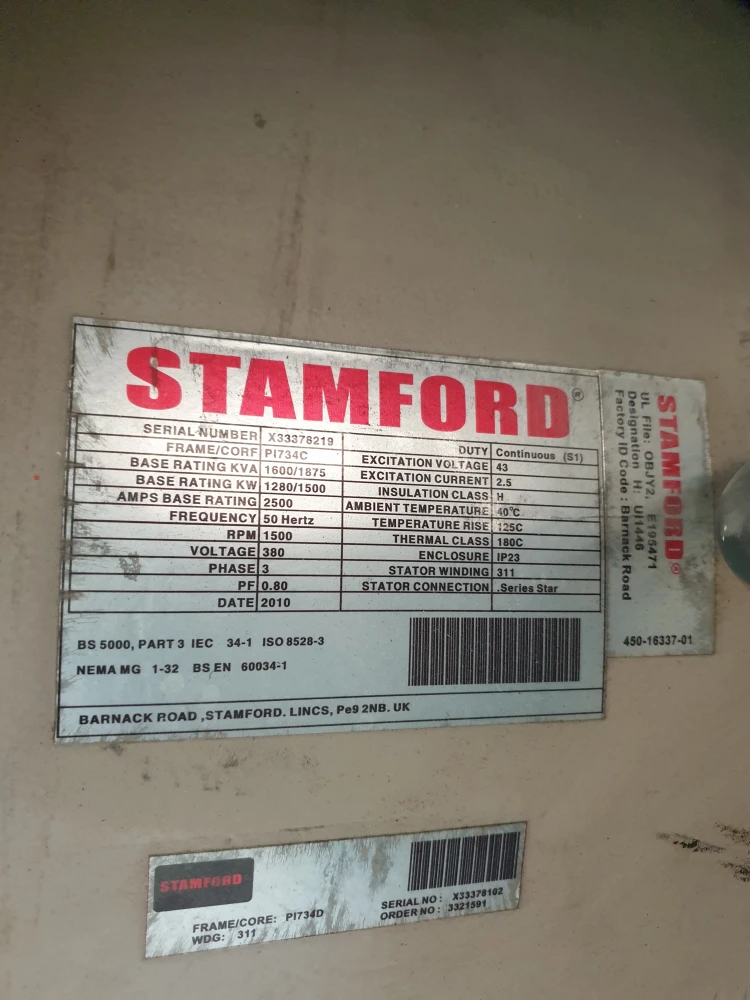 STAMFORD®
SERIAL NUMBER X33378219
FRAME/CORF PI734C
BASE RATING KVA 1600/1875
BASE RATING KW 1280/1500
AMPS BASE RATING 2500
FREQUENCY 50 Hertz
RPM 1500
VOLTAGE 380
PHASE 3
PF 0.80
DATE 2010
DUTY Continuous (S1)
EXCITATION VOLTAGE 43
EXCITATION CURRENT 2.5
INSULATION CLASS H
AMBIENT TEMPERATURE 40°C
TEMPERATURE RISE 125C
THERMAL CLASS 180C
ENCLOSURE IP23
STATOR WINDING 311
STATOR CONNECTION .Series Star
BS 5000, PART 3 IEC 34-1 ISO 8528-3
NEMA MG 1-32 BS EN 60034-1
BARNACK ROAD ,STAMFORD. LINCS, Pe9 2NB. UK
STAMFORD®
UL File: OBJY2, E195471
Designation H: UI1446
Factory ID Code : Barnack Road
450-16337-01
STAMFORD
FRAME/CORE: PI734D
WDG: 311
SERIAL NO : X33378102
ORDER NO : 3321591